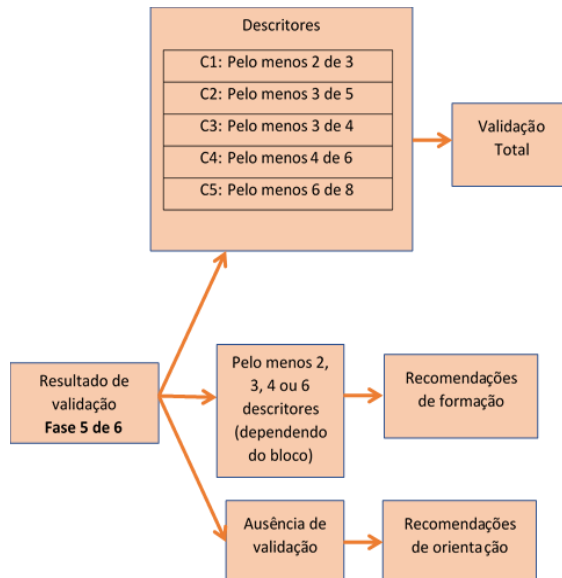 Descritores
C1: Pelo menos 2 de 3
C2: Pelo menos 3 de 5
C3: Pelo menos 3 de 4
C4: Pelo menos 4 de 6
C5: Pelo menos 6 de 8
Validação
Total
Resultado de
validação
Fase 5 de 6
Pelo menos 2,
3, 4 ou 6
descritores
(dependendo
do bloco)
Recomendações
de formação
Ausência de
validação
Recomendações
de orientação